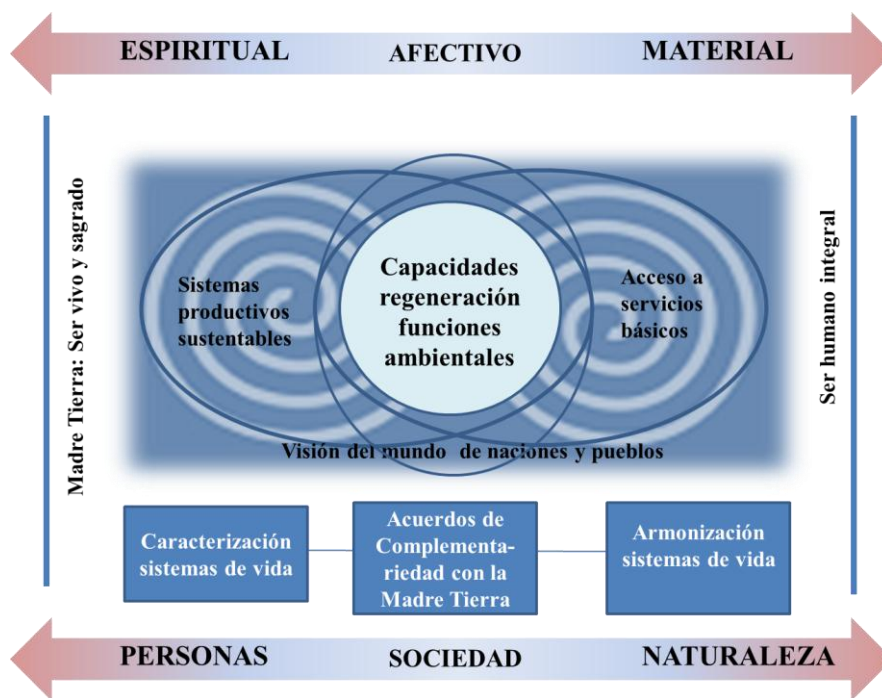 ESPIRITUAL AFECTIVO MATERIAL
Madre Tierra: Ser vivo y sagrado
Sistemas
productivos
sustentables
Capacidades
regeneración
funciones
ambientales
Acceso a
servicios
básicos
Ser humano integral
Visión del mundo de naciones y pueblos
Caracterización
sistemas de vida
Acuerdos de
Complementa-
riedad con la
Madre Tierra
Armonización
sistemas de vida
PERSONAS SOCIEDAD NATURALEZA